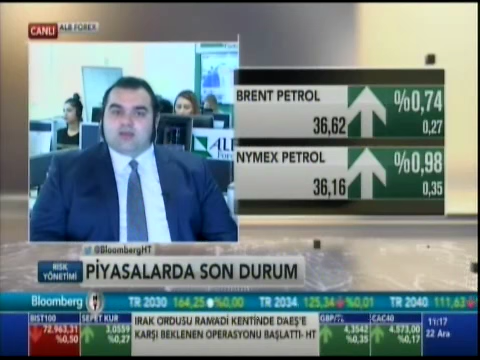 CANLI ALB FOREX
BRENT PETROL %0,74
36,62 0,27
NYMEX PETROL %0,98
36,16 0,35
ALB
@BloombergHT
RISK YÖNETİMİ PİYASALARDA SON DURUM
Bloomberg HT TR 2030 164,25 %0,00 TR 2034 125,34 %0,01 TR 2040 111,63
BIST100 SEPET KUR IRAK ORDUSU RAMADİ KENTİNDE DAEŞ'E GBP/TL CAC40 11:17
72.963,31 3,0559 KARŞI BEKLENEN OPERASYONU BAŞLATTI- HT 4,3542 4.573,00 22 Ara
%0,50 %0,27 %0,35 %0,17